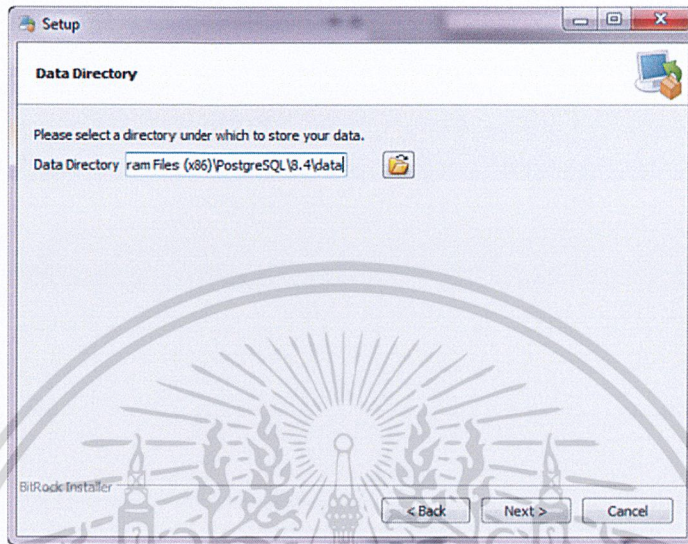 Setup
Data Directory
Please select a directory under which to store your data.
Data Directory ram Files (x86)\PostgreSQL\8.4\data
BitRock Installer
< Back Next > Cancel